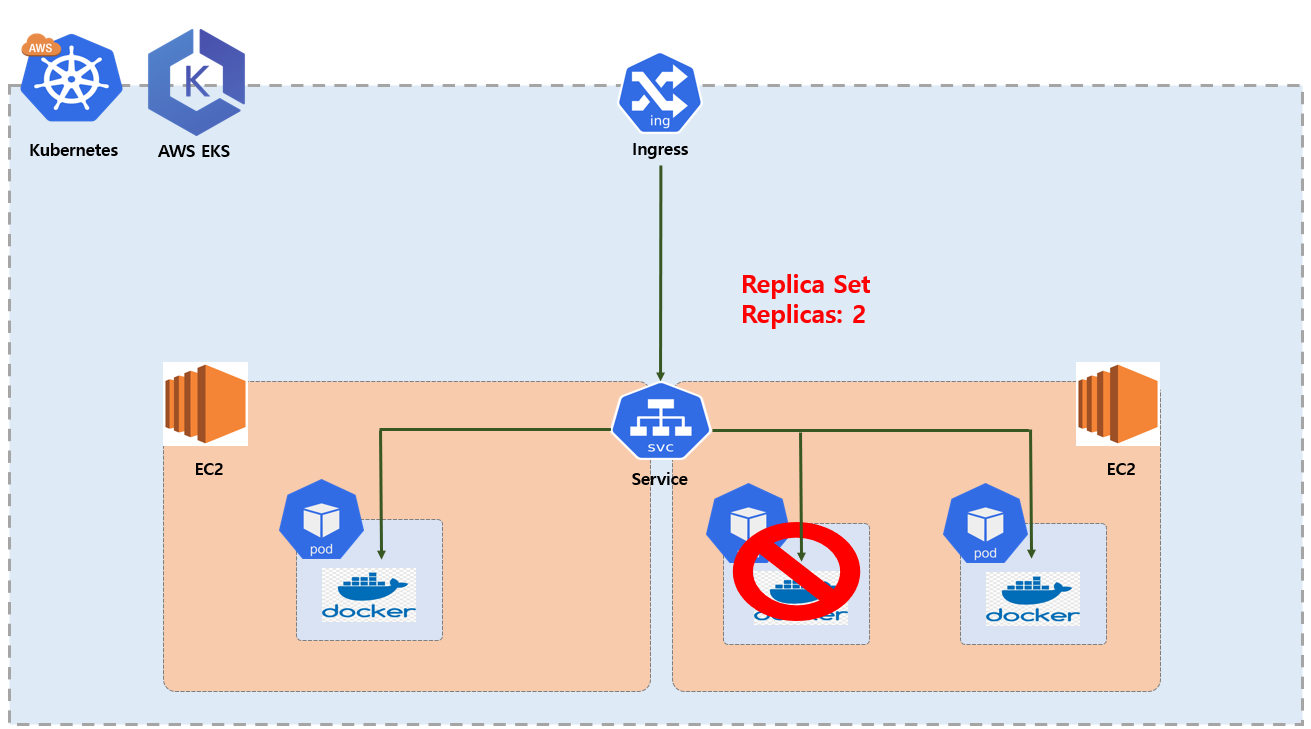 AWS
K
Kubernetes
AWS EKS
ing
Ingress
Replica Set
Replicas: 2
svc
Service
EC2
EC2
pod
docker
docker
pod
docker